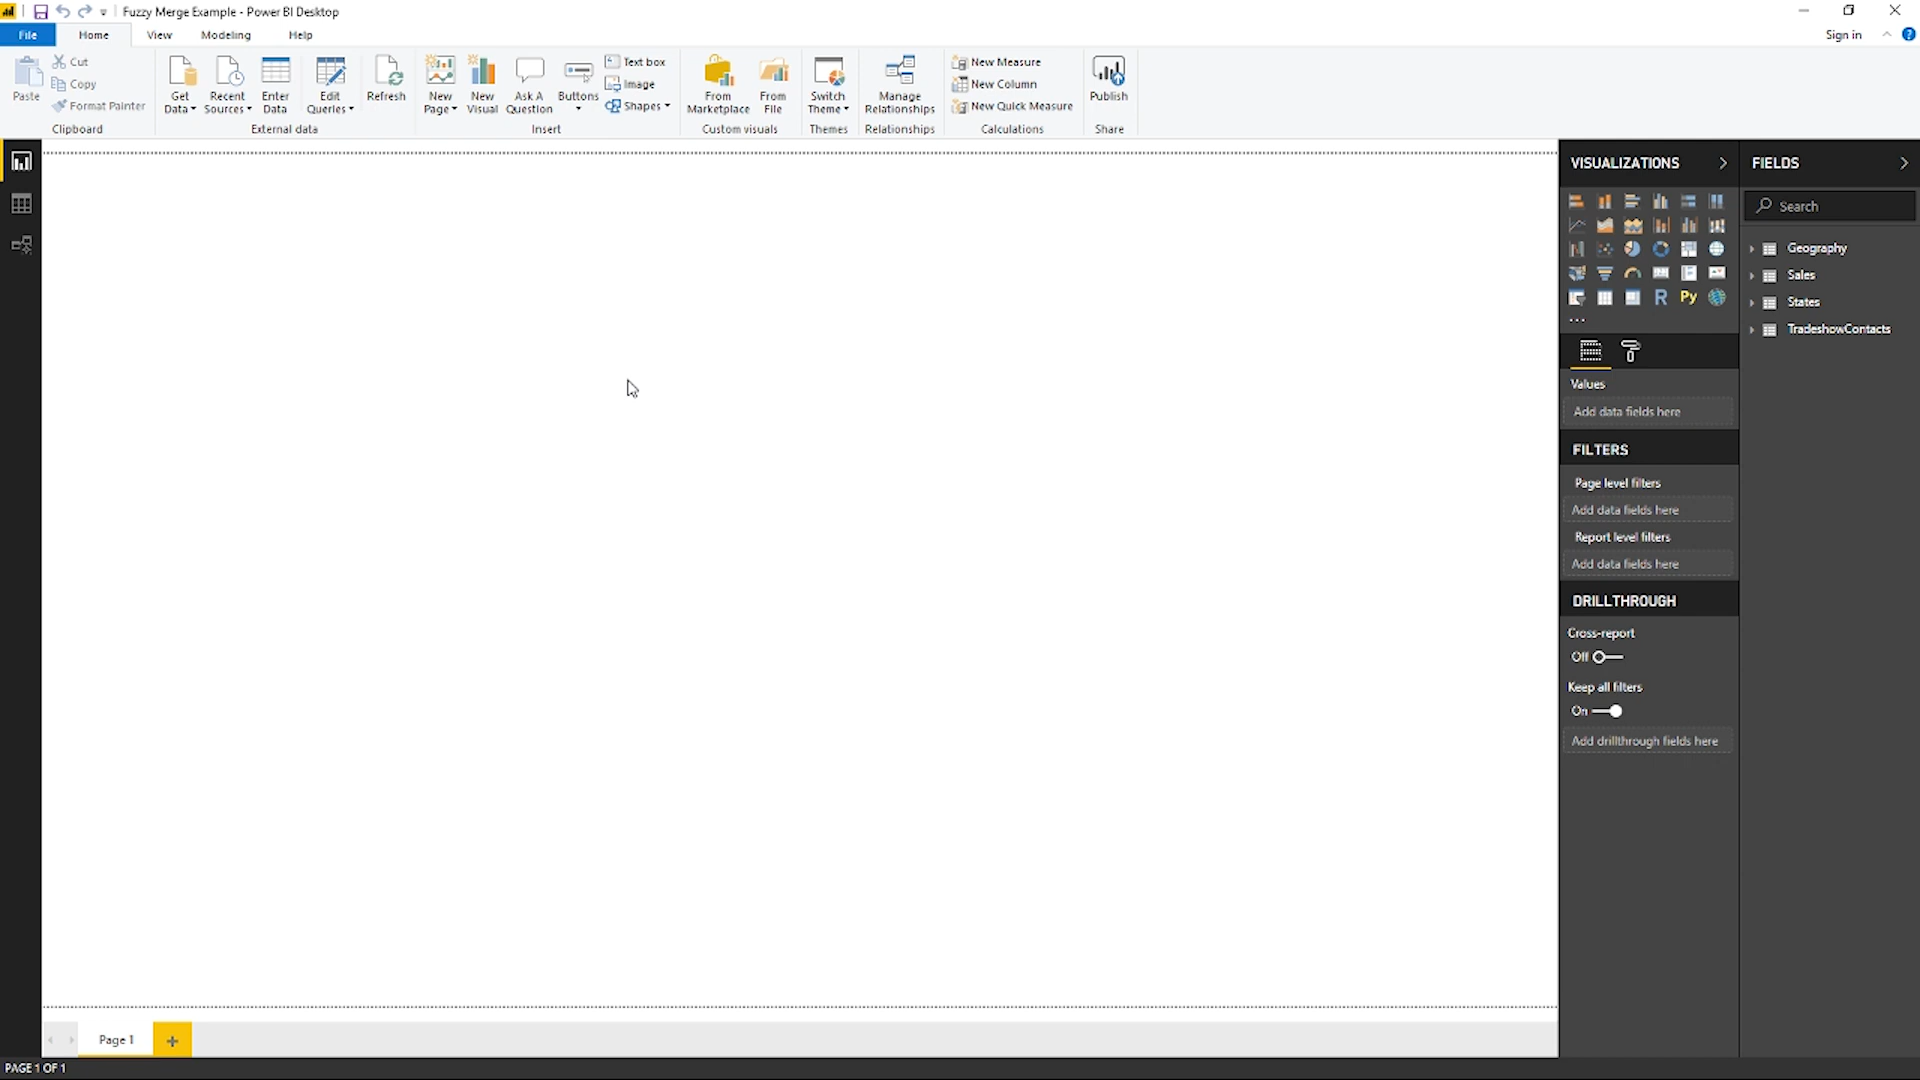 Fuzzy Merge Example - Power BI Desktop
File Home View Modeling Help Sign in ?
Paste
Cut
Copy
Format Painter
Clipboard
Get Data
Recent Sources
Enter Data
Edit Queries
Refresh
External data
New Page
New Visual
Ask A Question
Buttons
Text box
Image
Shapes
Insert
From Marketplace
From File
Custom visuals
Switch Theme
Themes
Manage Relationships
Relationships
New Measure
New Column
New Quick Measure
Calculations
Publish
Share
VISUALIZATIONS
R Py
...
Values
Add data fields here
FILTERS
Page level filters
Add data fields here
Report level filters
Add data fields here
DRILLTHROUGH
Cross-report
Off
Keep all filters
On
Add drillthrough fields here
FIELDS
Search
Geography
Sales
States
TradeshowContacts
Page 1 +
PAGE 1 OF 1